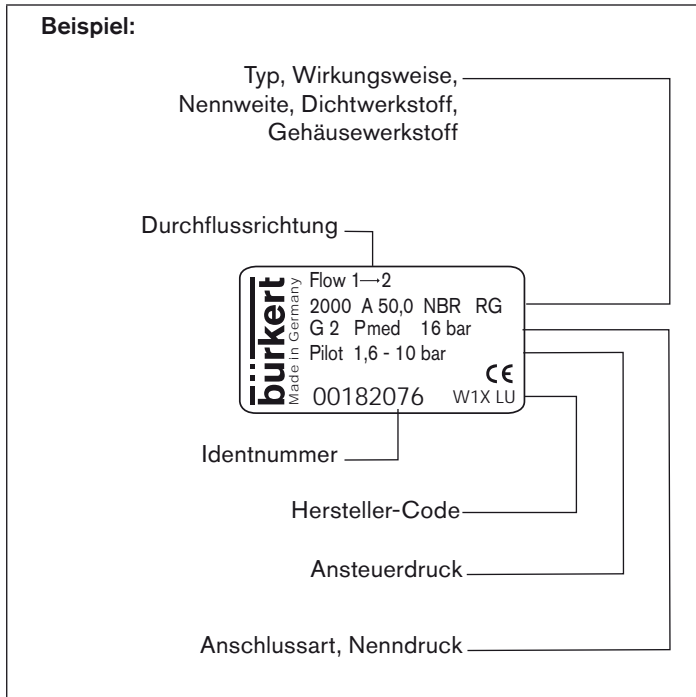 Beispiel:
Typ, Wirkungsweise,
Nennweite, Dichtwerkstoff,
Gehäusewerkstoff
Durchflussrichtung
bürkert
Made in Germany
Flow 1→2
2000 A 50,0 NBR RG
G 2 Pmed 16 bar
Pilot 1,6 - 10 bar
CE
00182076 W1X LU
Identnummer
Hersteller-Code
Ansteuerdruck
Anschlussart, Nenndruck